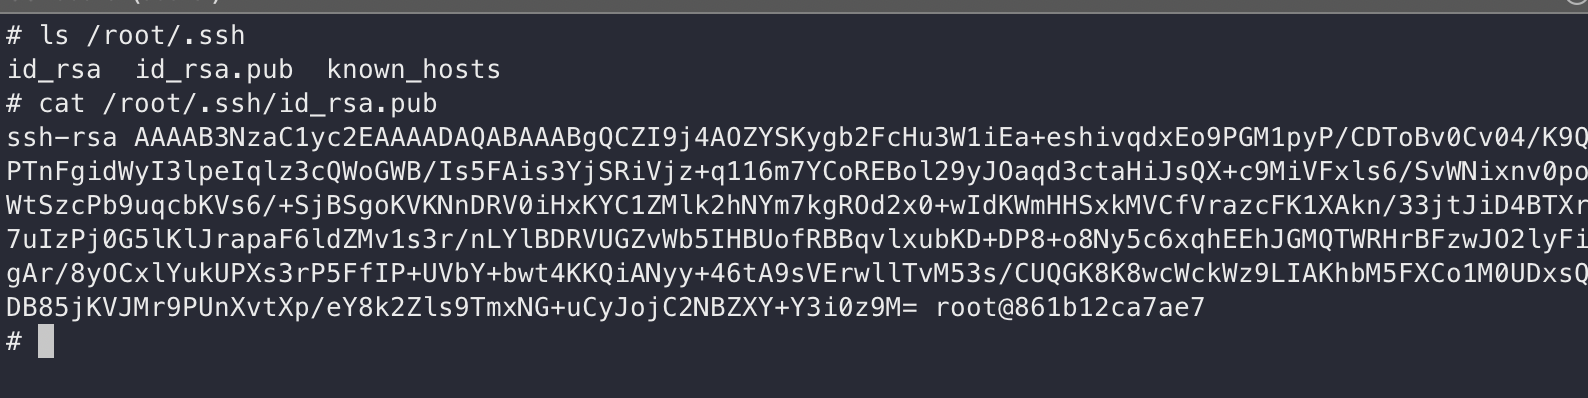 # ls /root/.ssh
id_rsa  id_rsa.pub  known_hosts
# cat /root/.ssh/id_rsa.pub
ssh-rsa AAAAB3NzaC1yc2EAAAADAQABAAABgQCZI9j4AOZYSKygb2FcHu3W1iEa+eshivqdxEo9PGM1pyP/CDToBv0Cv04/K9Q
PTnFgidWyI3lpeIqlz3cQWoGWB/Is5FAis3YjSRiVjz+q116m7YCoREBol29yJOaqd3ctaHiJsQX+c9MiVFxls6/SvWNixnv0po
WtSzcPb9uqcbKVs6/+SjBSgoKVKNnDRV0iHxKYC1ZMlk2hNYm7kgROd2x0+wIdKWmHHSxkMVCfVrazcFK1XAkn/33jtJiD4BTXr
7uIzPj0G5lKlJrapaF6ldZMv1s3r/nLYlBDRVUGZvWb5IHBUofRBBqvlxubKD+DP8+o8Ny5c6xqhEEhJGMQTWRHrBFzwJO2lyFi
gAr/8yOCxlYukUPXs3rP5FfIP+UVbY+bwt4KKQiANyy+46tA9sVErwllTvM53s/CUQGK8K8wcWckWz9LIAKhbM5FXCo1M0UDxsQ
DB85jKVJMr9PUnXvtXp/eY8k2Zls9TmxNG+uCyJojC2NBZXY+Y3i0z9M= root@861b12ca7ae7
#